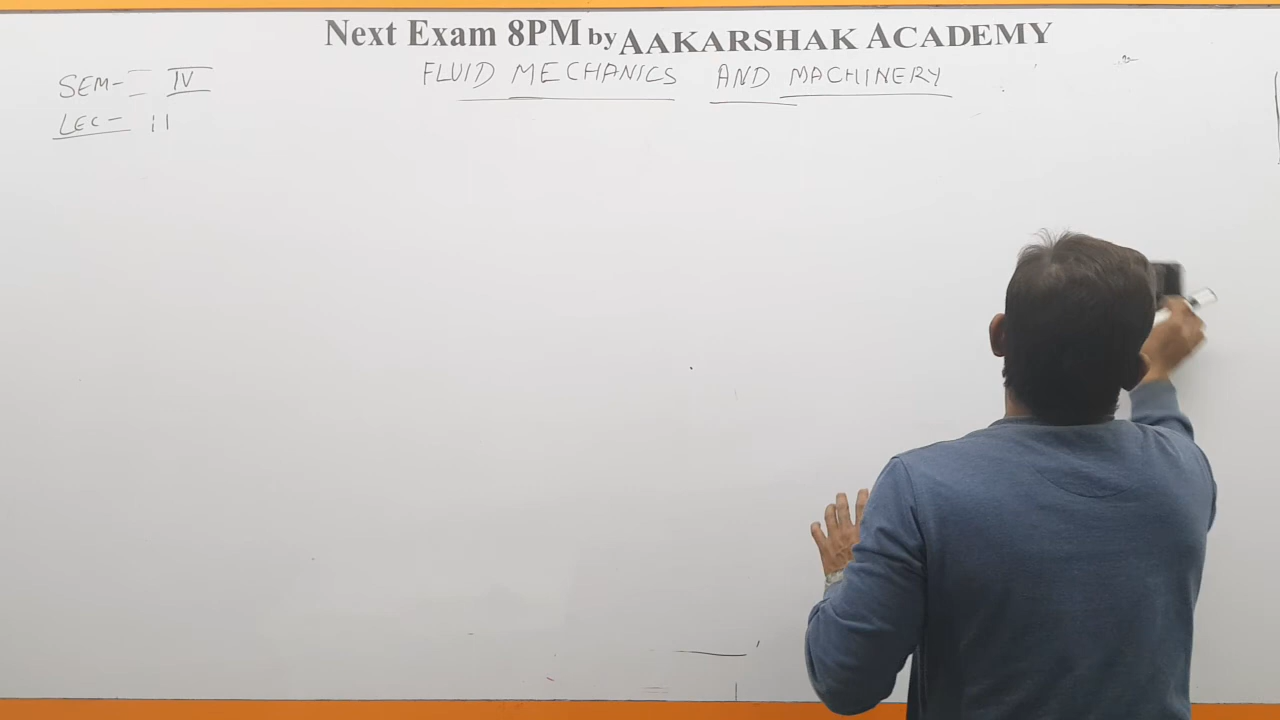 Next Exam 8PM by AAKARSHAK ACADEMY
FLUID MECHANICS AND MACHINERY
SEM- IV
LEC- 11